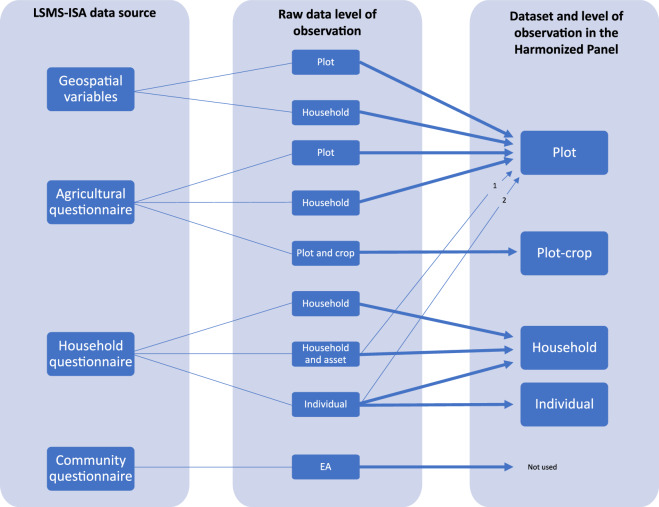 LSMS-ISA data source
Raw data level of
observation
Dataset and level of
observation in the
Harmonized Panel
Geospatial
variables
Agricultural
questionnaire
Household
questionnaire
Community
questionnaire
Plot
Household
Plot
Household
Plot and crop
Household
Household
and asset
Individual
EA
1
2
Plot
Plot-crop
Household
Individual
Not used